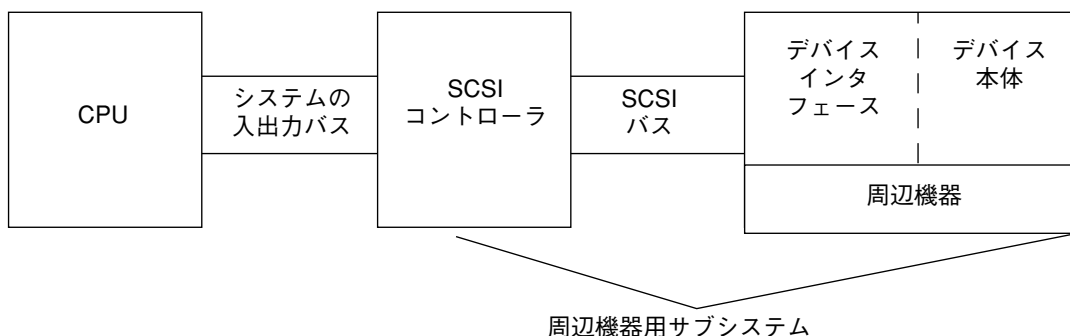 CPU
システムの
入出力バス
SCSI
コントローラ
SCSI
バス
デバイス
インタ
フェース
デバイス
本体
周辺機器
周辺機器用サブシステム